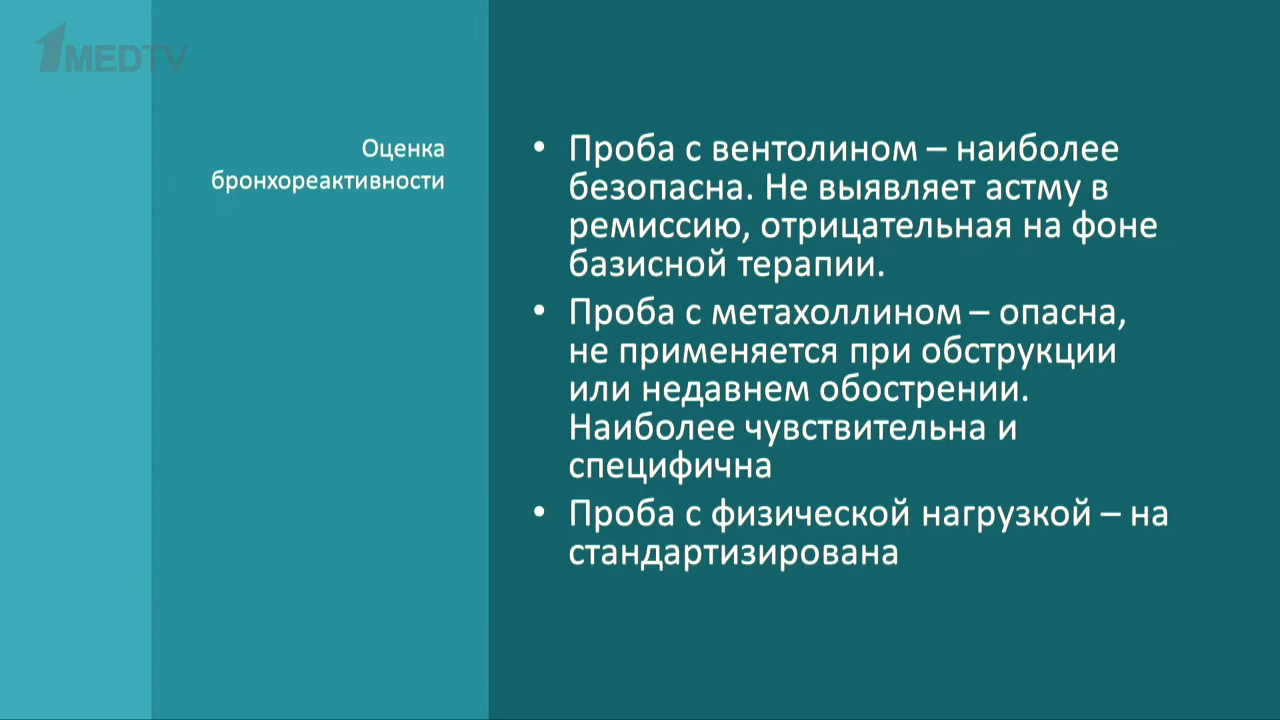 1MEDTV
Оценка
бронхореактивности
• Проба с вентолином – наиболее
безопасна. Не выявляет астму в
ремиссию, отрицательная на фоне
базисной терапии.
• Проба с метахоллином – опасна,
не применяется при обструкции
или недавнем обострении.
Наиболее чувствительна и
специфична
• Проба с физической нагрузкой – на
стандартизирована